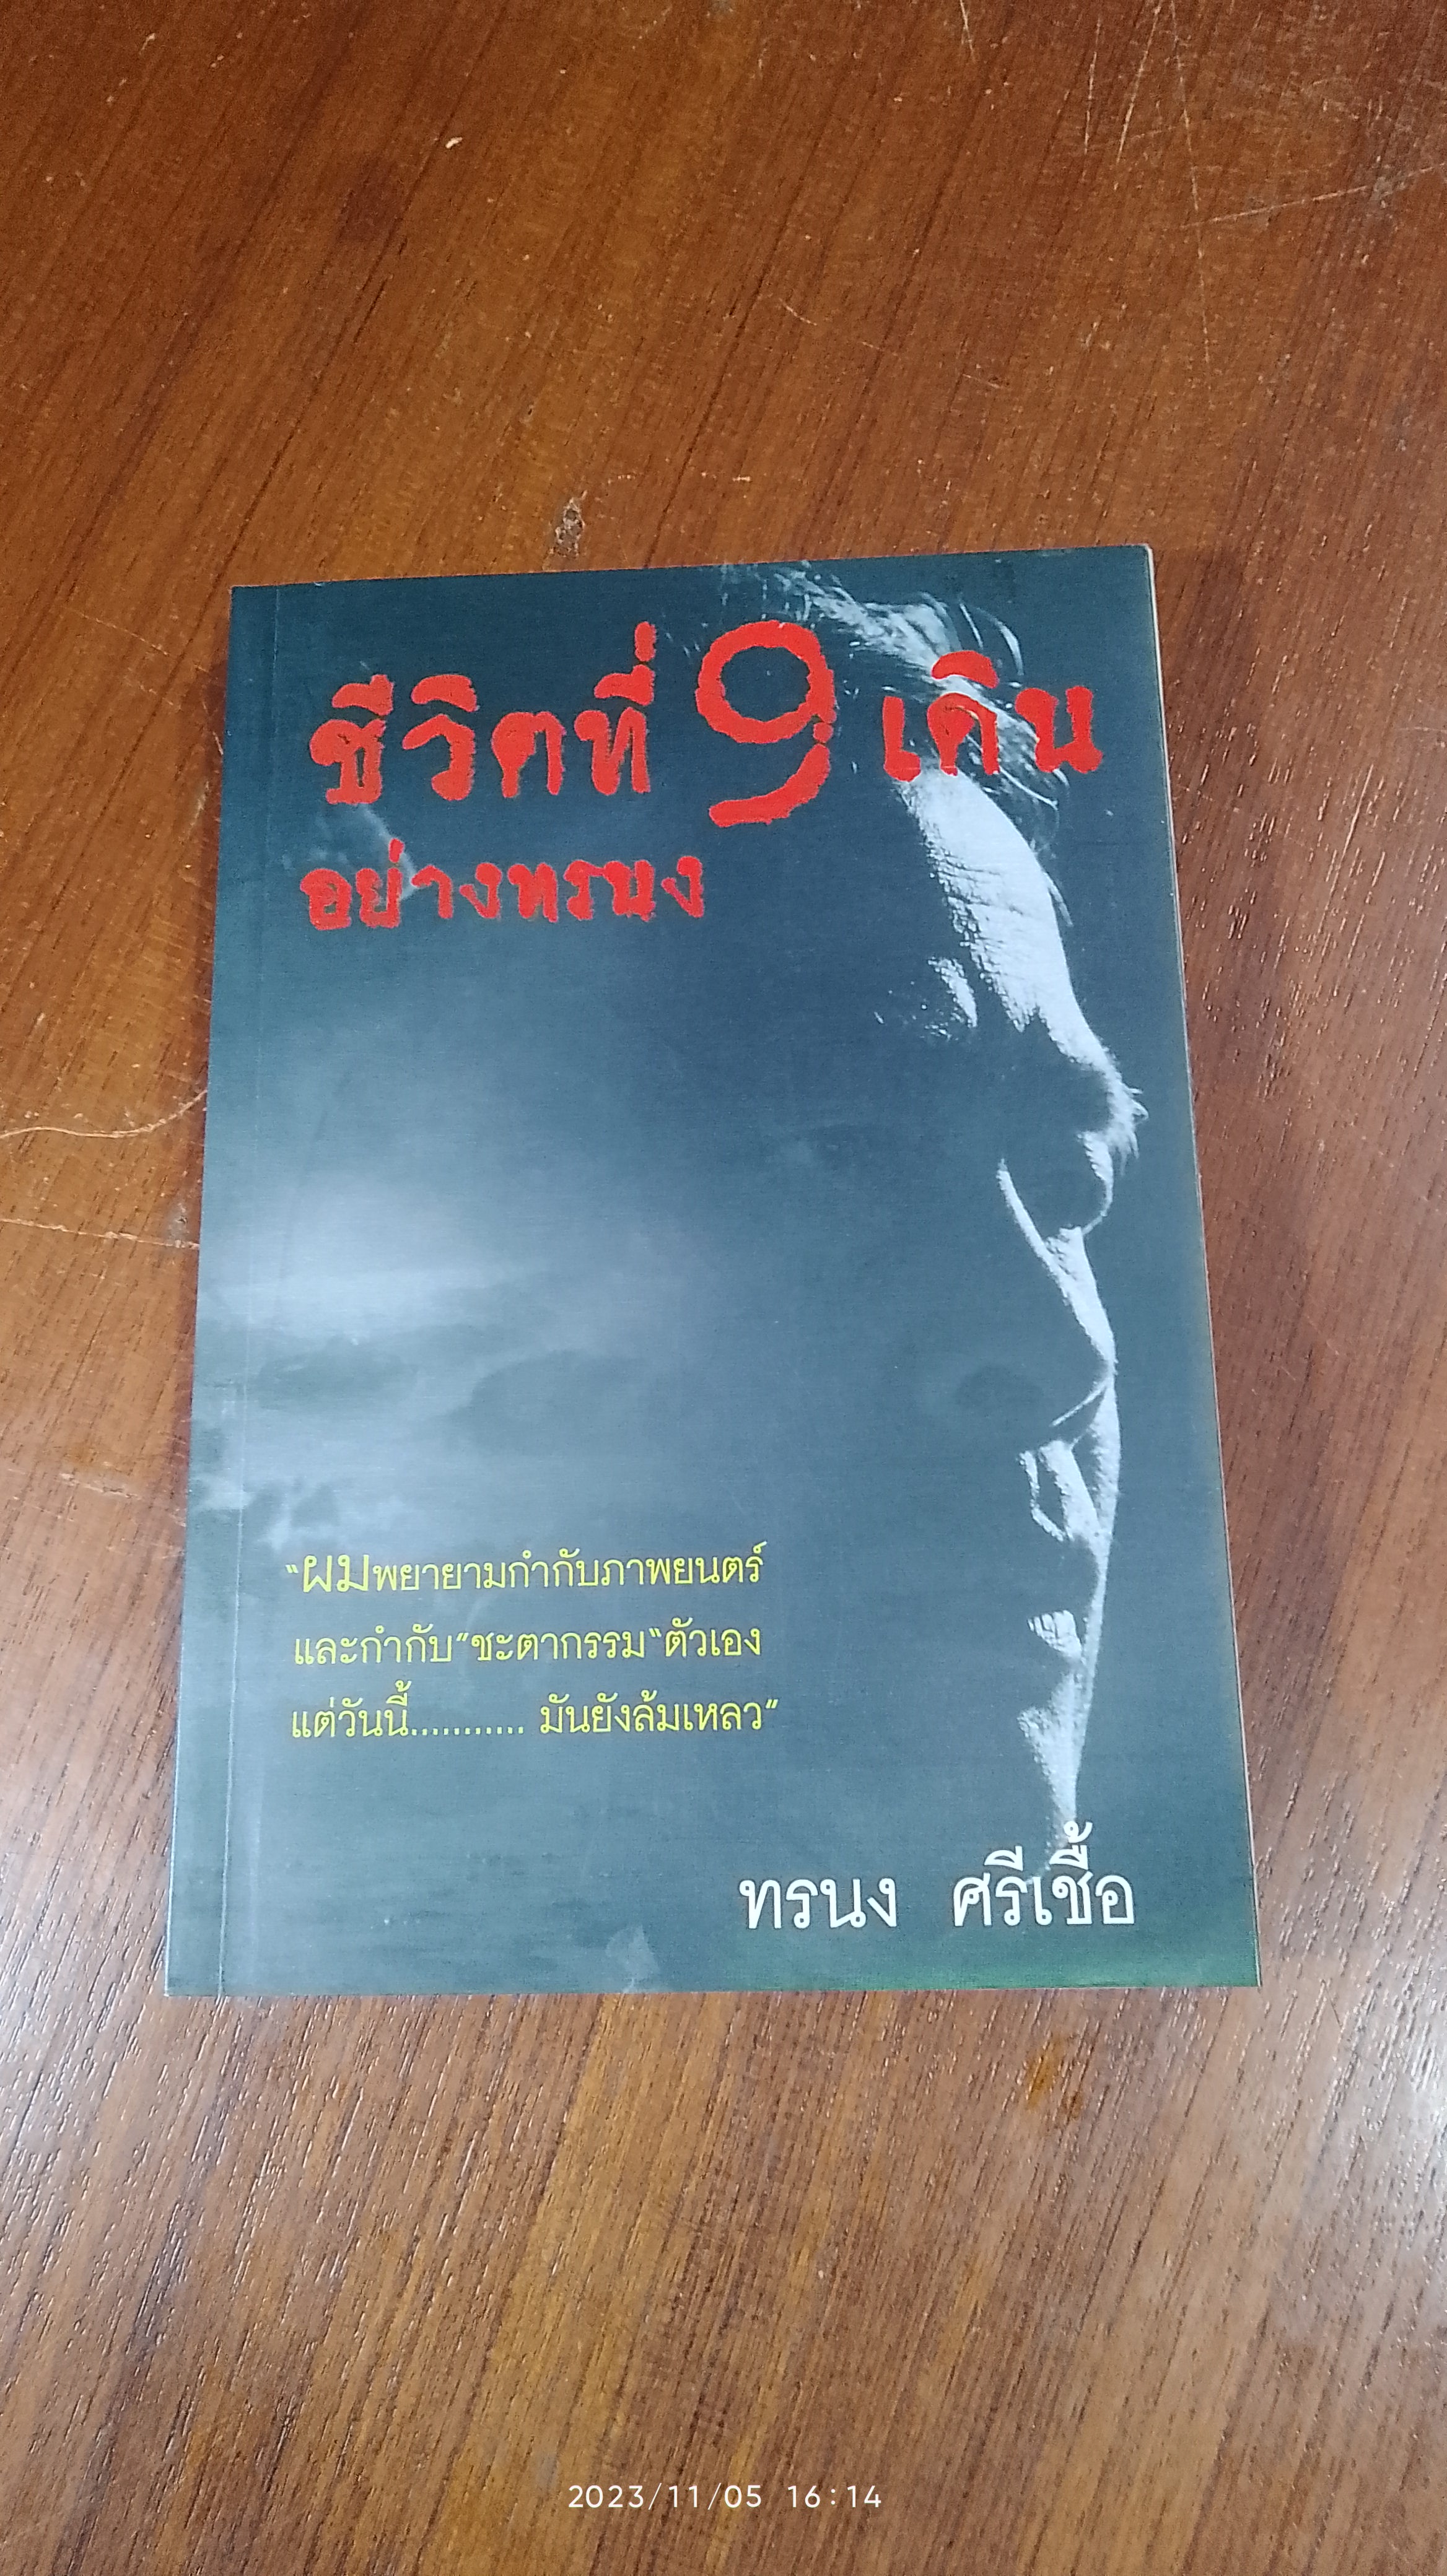 ชีวิตที่ 9 เดิน
อย่างทรนง
"ผมพยายามกำกับภาพยนตร์
และกำกับ"ชะตากรรม"ตัวเอง
แต่วันนี้........... มันยังล้มเหลว"
ทรนง ศรีเชื้อ
2023/11/05 16:14